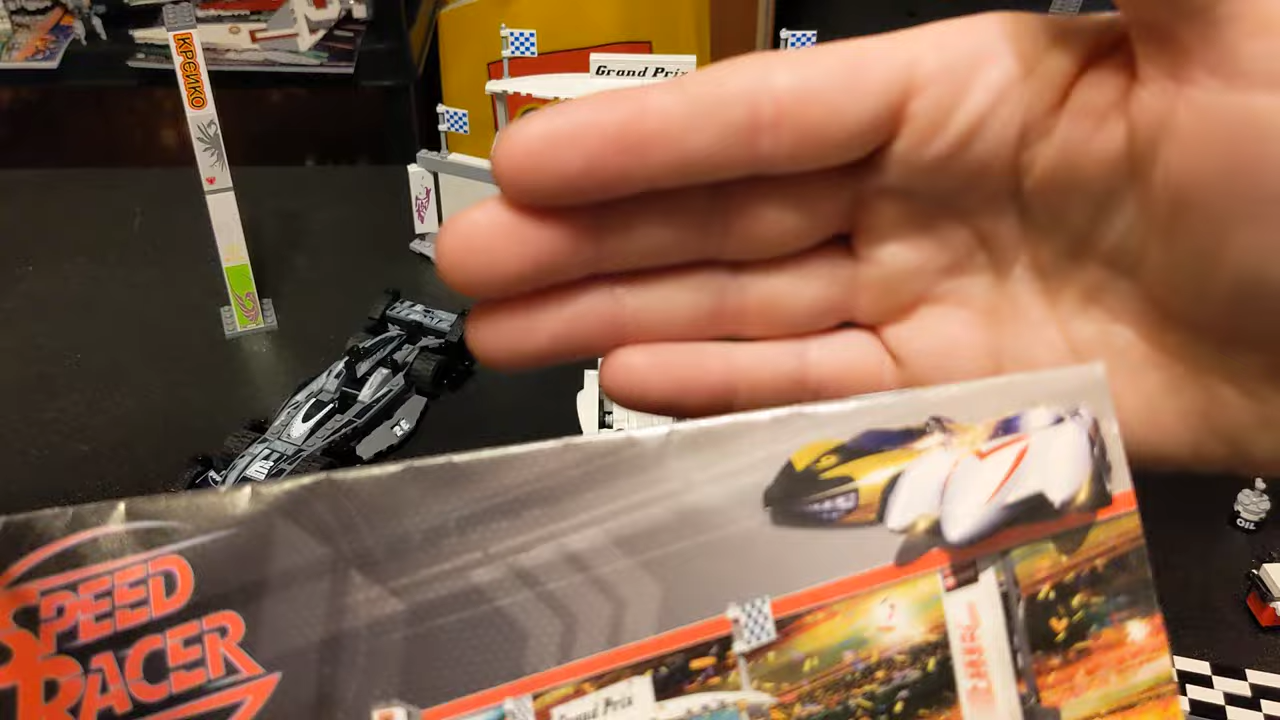 КРЕЙКО
Grand Prix
OIL
SPEED
RACER
Grand Prix